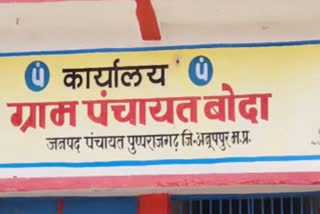 कार्यालय
ग्राम पंचायत बोदा
जनपद पंचायत पुष्पराजगढ़ जि-अनूपपुर म.प्र.